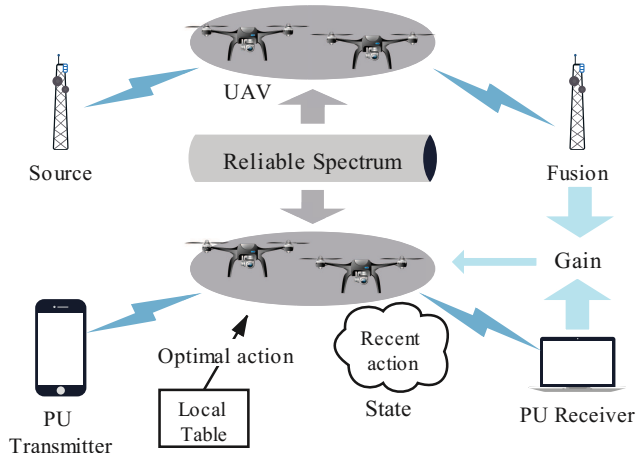 UAV
Source
Reliable Spectrum
Fusion
Gain
Optimal action
Recent
action
Local
Table
State
PU
Transmitter
PU Receiver